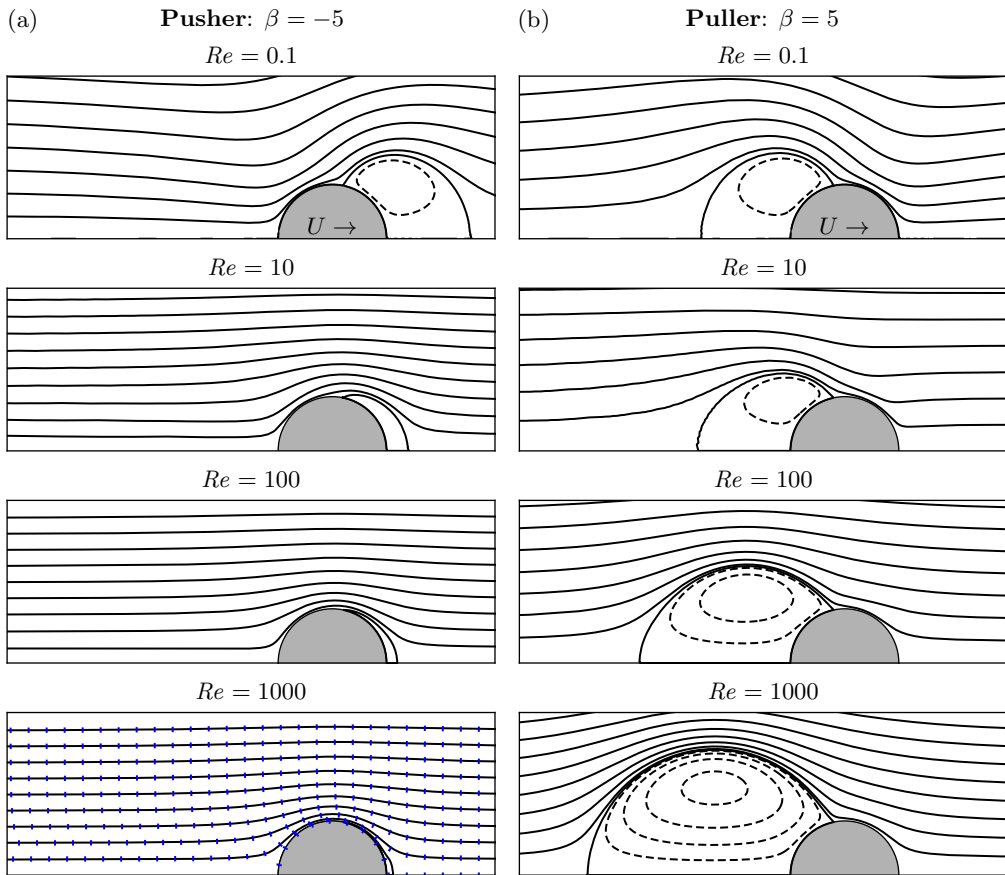 (a) Pusher: β = −5
(b) Puller: β = 5
Re = 0.1
Re = 0.1
U →
U →
Re = 10
Re = 10
Re = 100
Re = 100
Re = 1000
Re = 1000